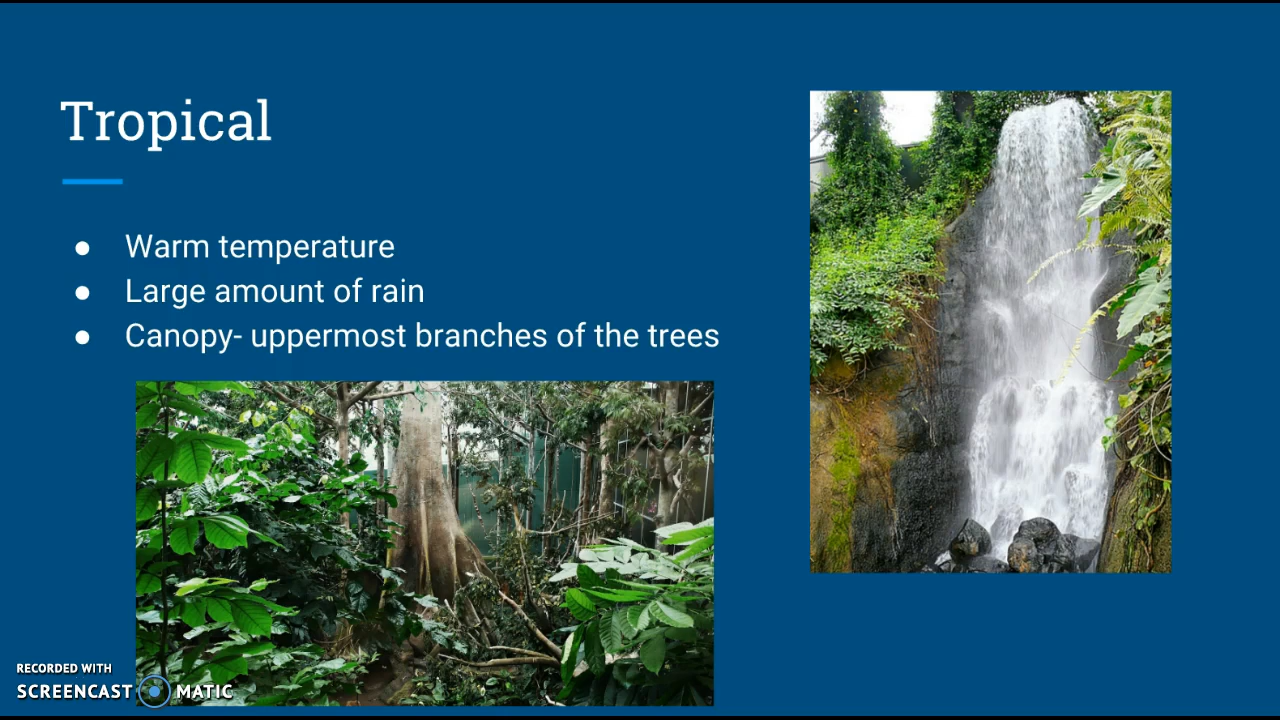 Tropical
● Warm temperature
● Large amount of rain
● Canopy- uppermost branches of the trees
RECORDED WITH
SCREENCAST MATIC